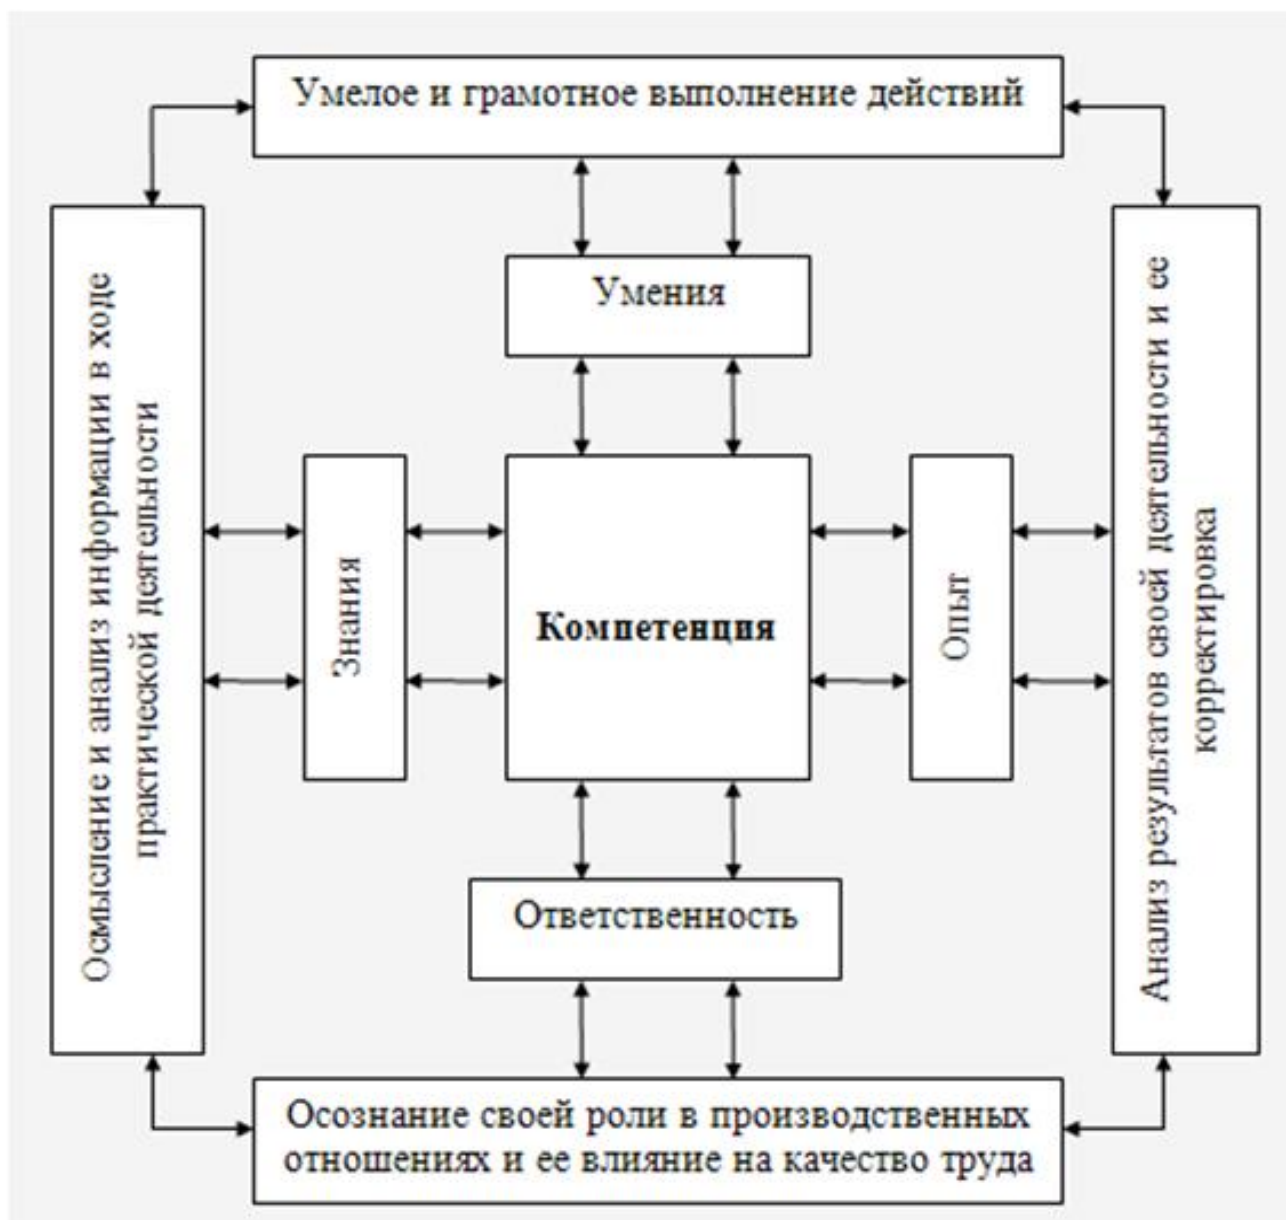 Умелое и грамотное выполнение действий
Умения
Осмысление и анализ информации в ходе
практической деятельности
Знания
Компетенция
Опыт
Анализ результатов своей деятельности и ее
корректировка
Ответственность
Осознание своей роли в производственных
отношениях и ее влияние на качество труда